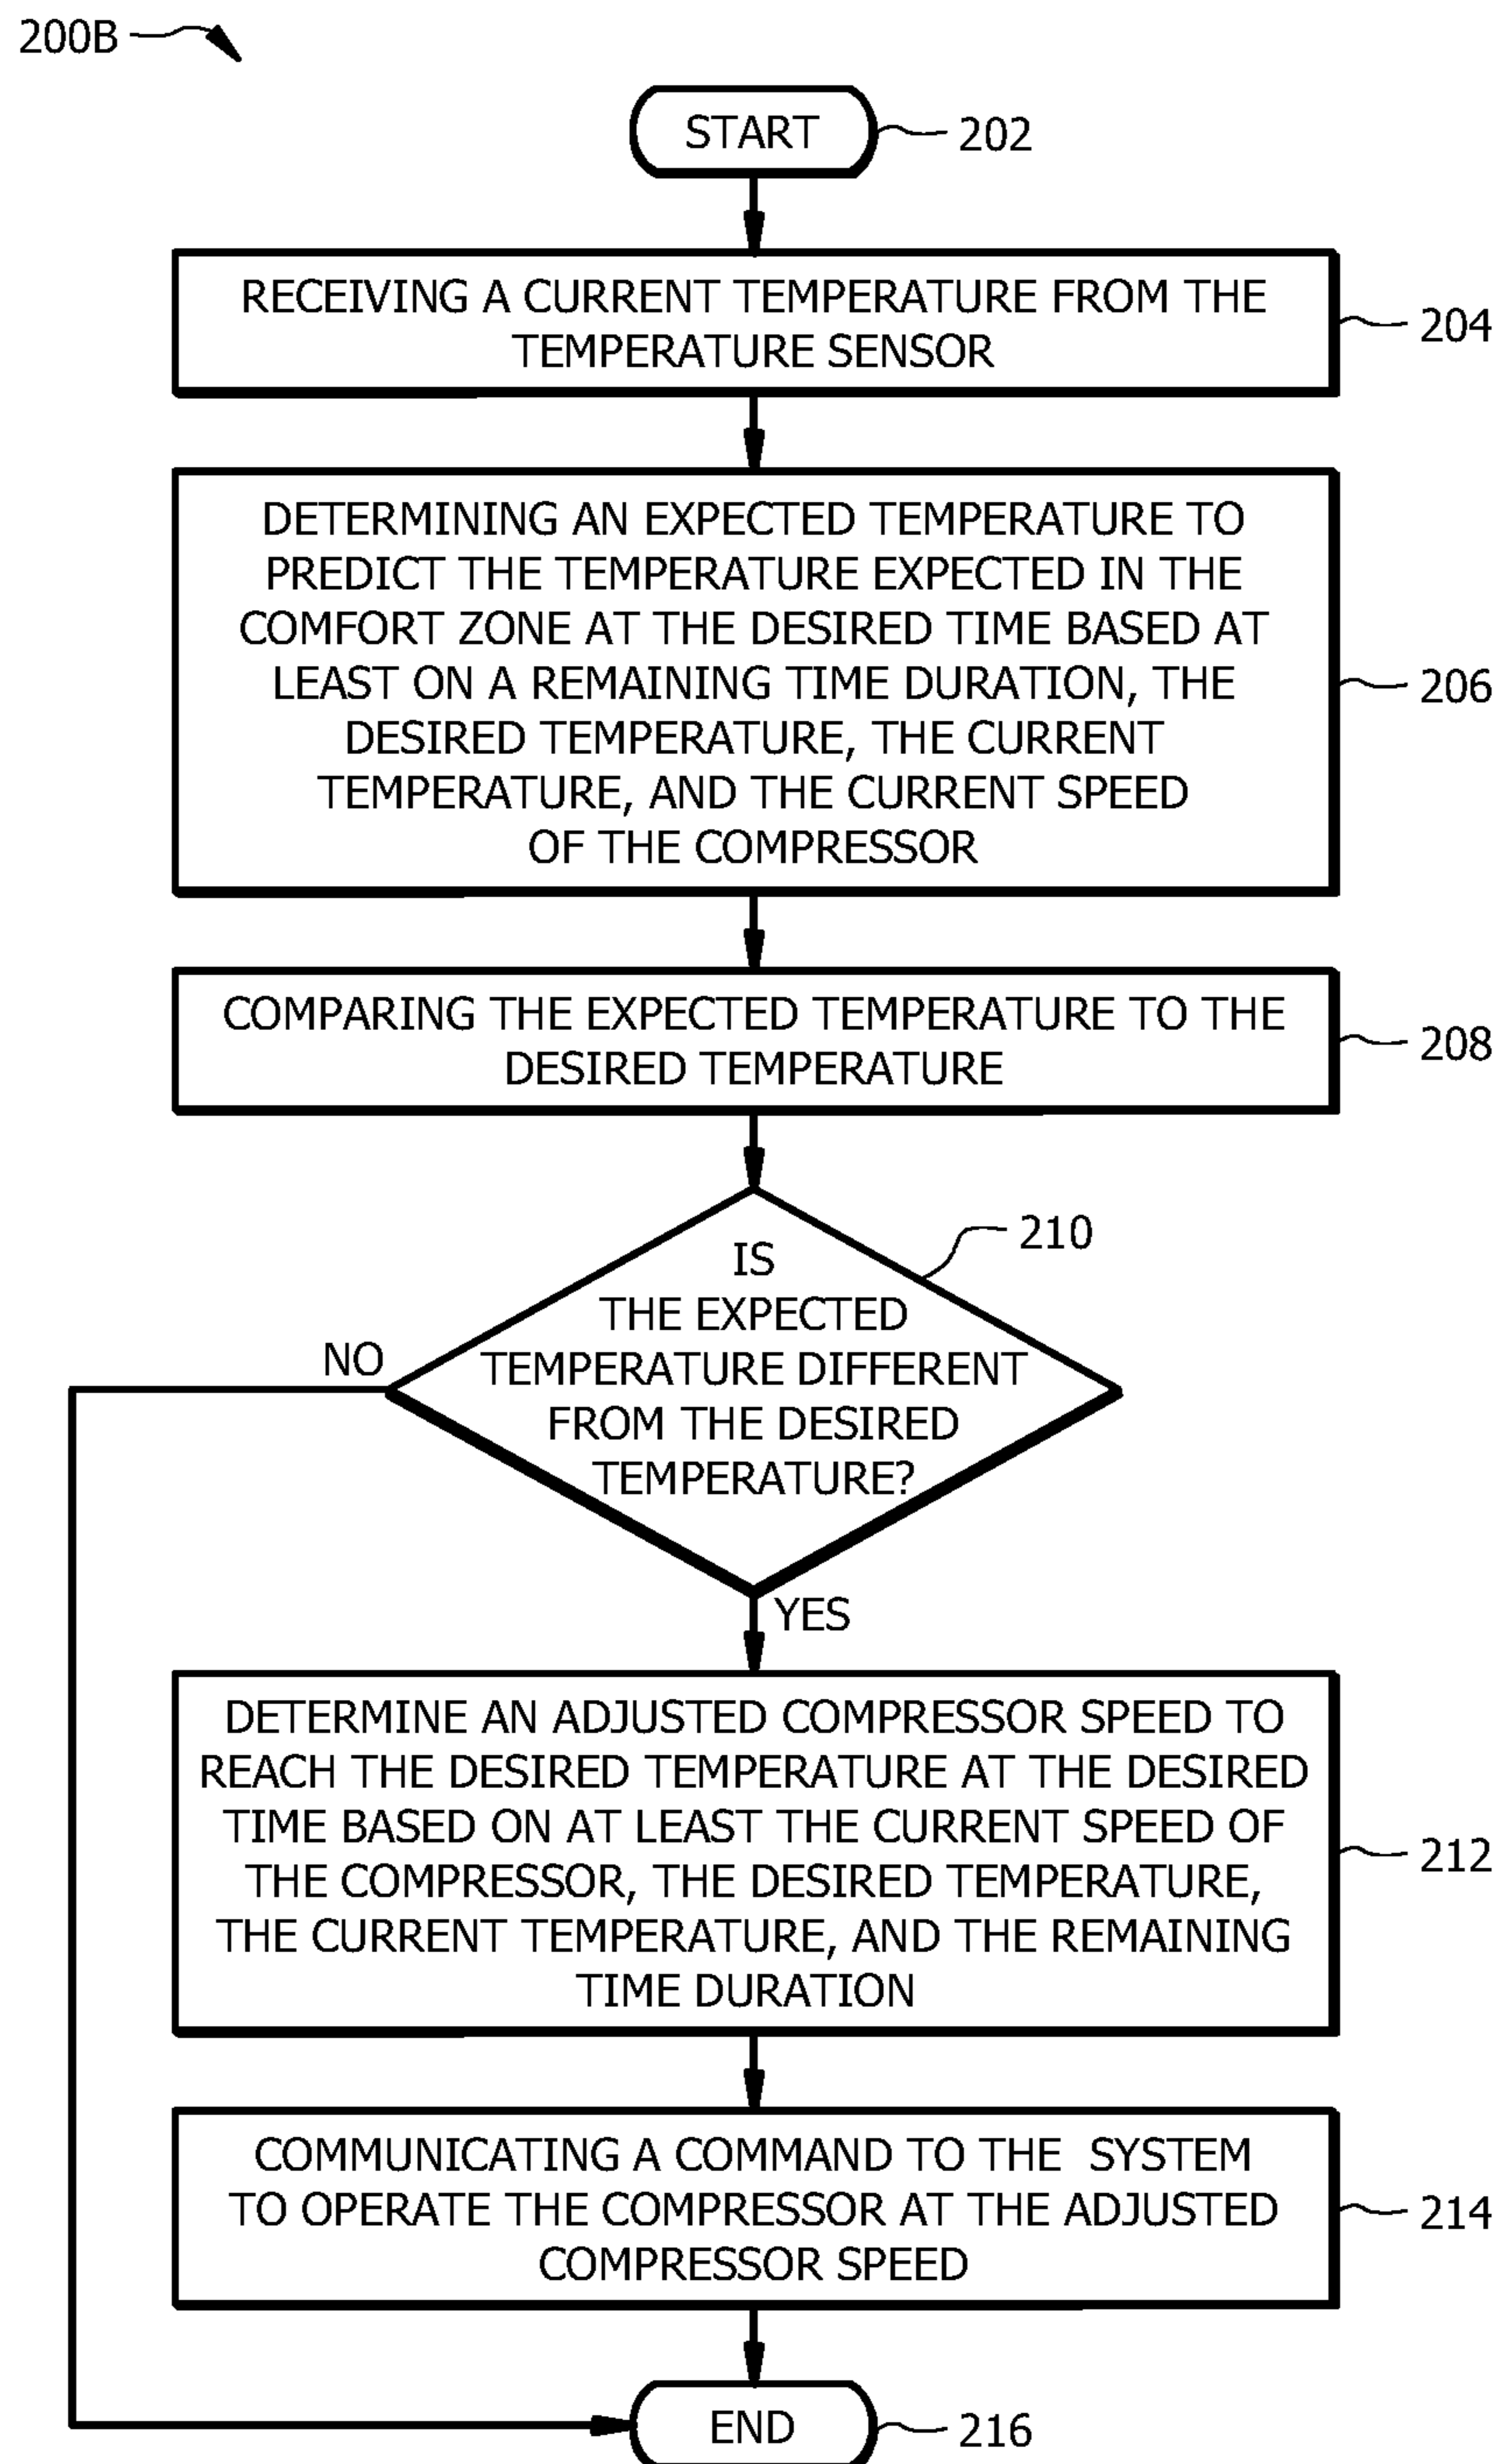 200B
START
202
RECEIVING A CURRENT TEMPERATURE FROM THE
TEMPERATURE SENSOR
204
DETERMINING AN EXPECTED TEMPERATURE TO
PREDICT THE TEMPERATURE EXPECTED IN THE
COMFORT ZONE AT THE DESIRED TIME BASED AT
LEAST ON A REMAINING TIME DURATION, THE
DESIRED TEMPERATURE, THE CURRENT
TEMPERATURE, AND THE CURRENT SPEED
OF THE COMPRESSOR
206
COMPARING THE EXPECTED TEMPERATURE TO THE
DESIRED TEMPERATURE
208
210
IS
THE EXPECTED
TEMPERATURE DIFFERENT
FROM THE DESIRED
TEMPERATURE?
NO
YES
DETERMINE AN ADJUSTED COMPRESSOR SPEED TO
REACH THE DESIRED TEMPERATURE AT THE DESIRED
TIME BASED ON AT LEAST THE CURRENT SPEED OF
THE COMPRESSOR, THE DESIRED TEMPERATURE,
THE CURRENT TEMPERATURE, AND THE REMAINING
TIME DURATION
212
COMMUNICATING A COMMAND TO THE SYSTEM
TO OPERATE THE COMPRESSOR AT THE ADJUSTED
COMPRESSOR SPEED
214
END
216